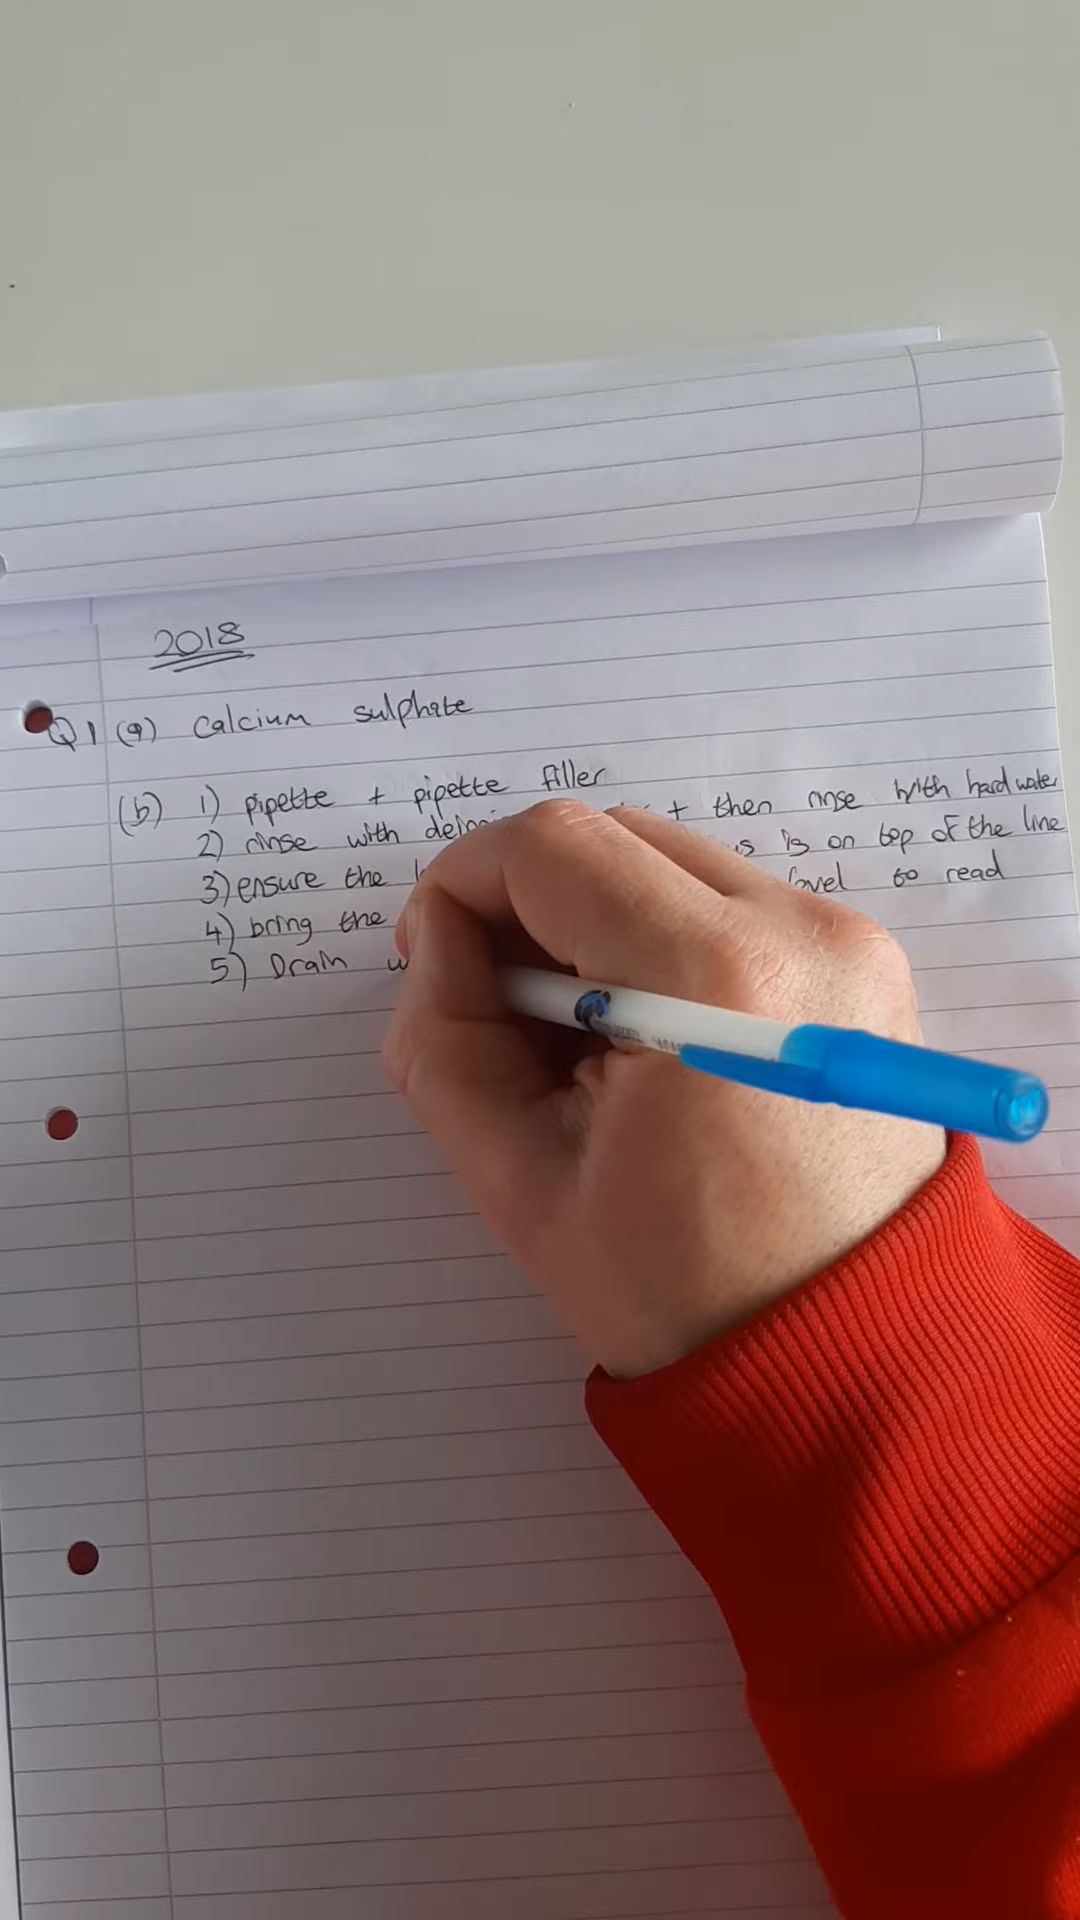 2018
Q1 (a) Calcium sulphate
(b) 1) pipette + pipette filler
2) rinse with + then rinse with hard water
3) ensure the is on top of the line
4) bring the level to read
5) Drain